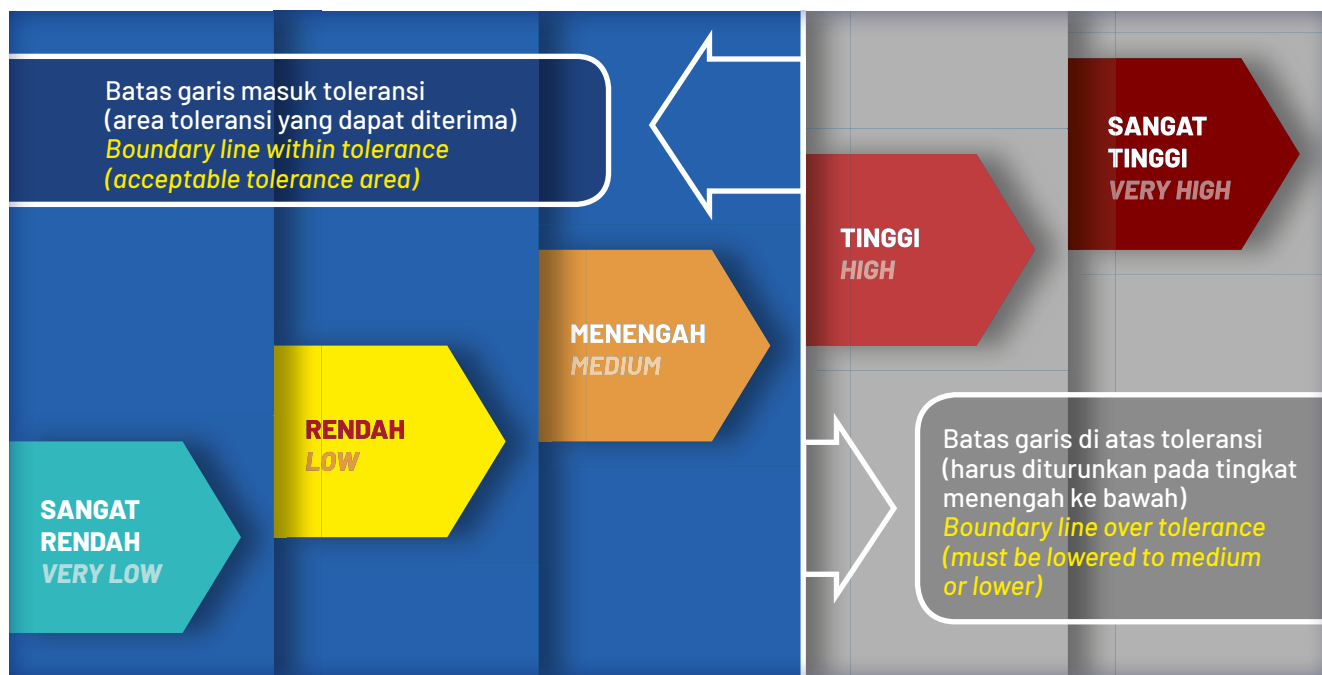 Batas garis masuk toleransi
(area toleransi yang dapat diterima)
Boundary line within tolerance
(acceptable tolerance area)
SANGAT
TINGGI
VERY HIGH
TINGGI
HIGH
MENENGAH
MEDIUM
RENDAH
LOW
SANGAT
RENDAH
VERY LOW
Batas garis di atas toleransi
(harus diturunkan pada tingkat
menengah ke bawah)
Boundary line over tolerance
(must be lowered to medium
or lower)